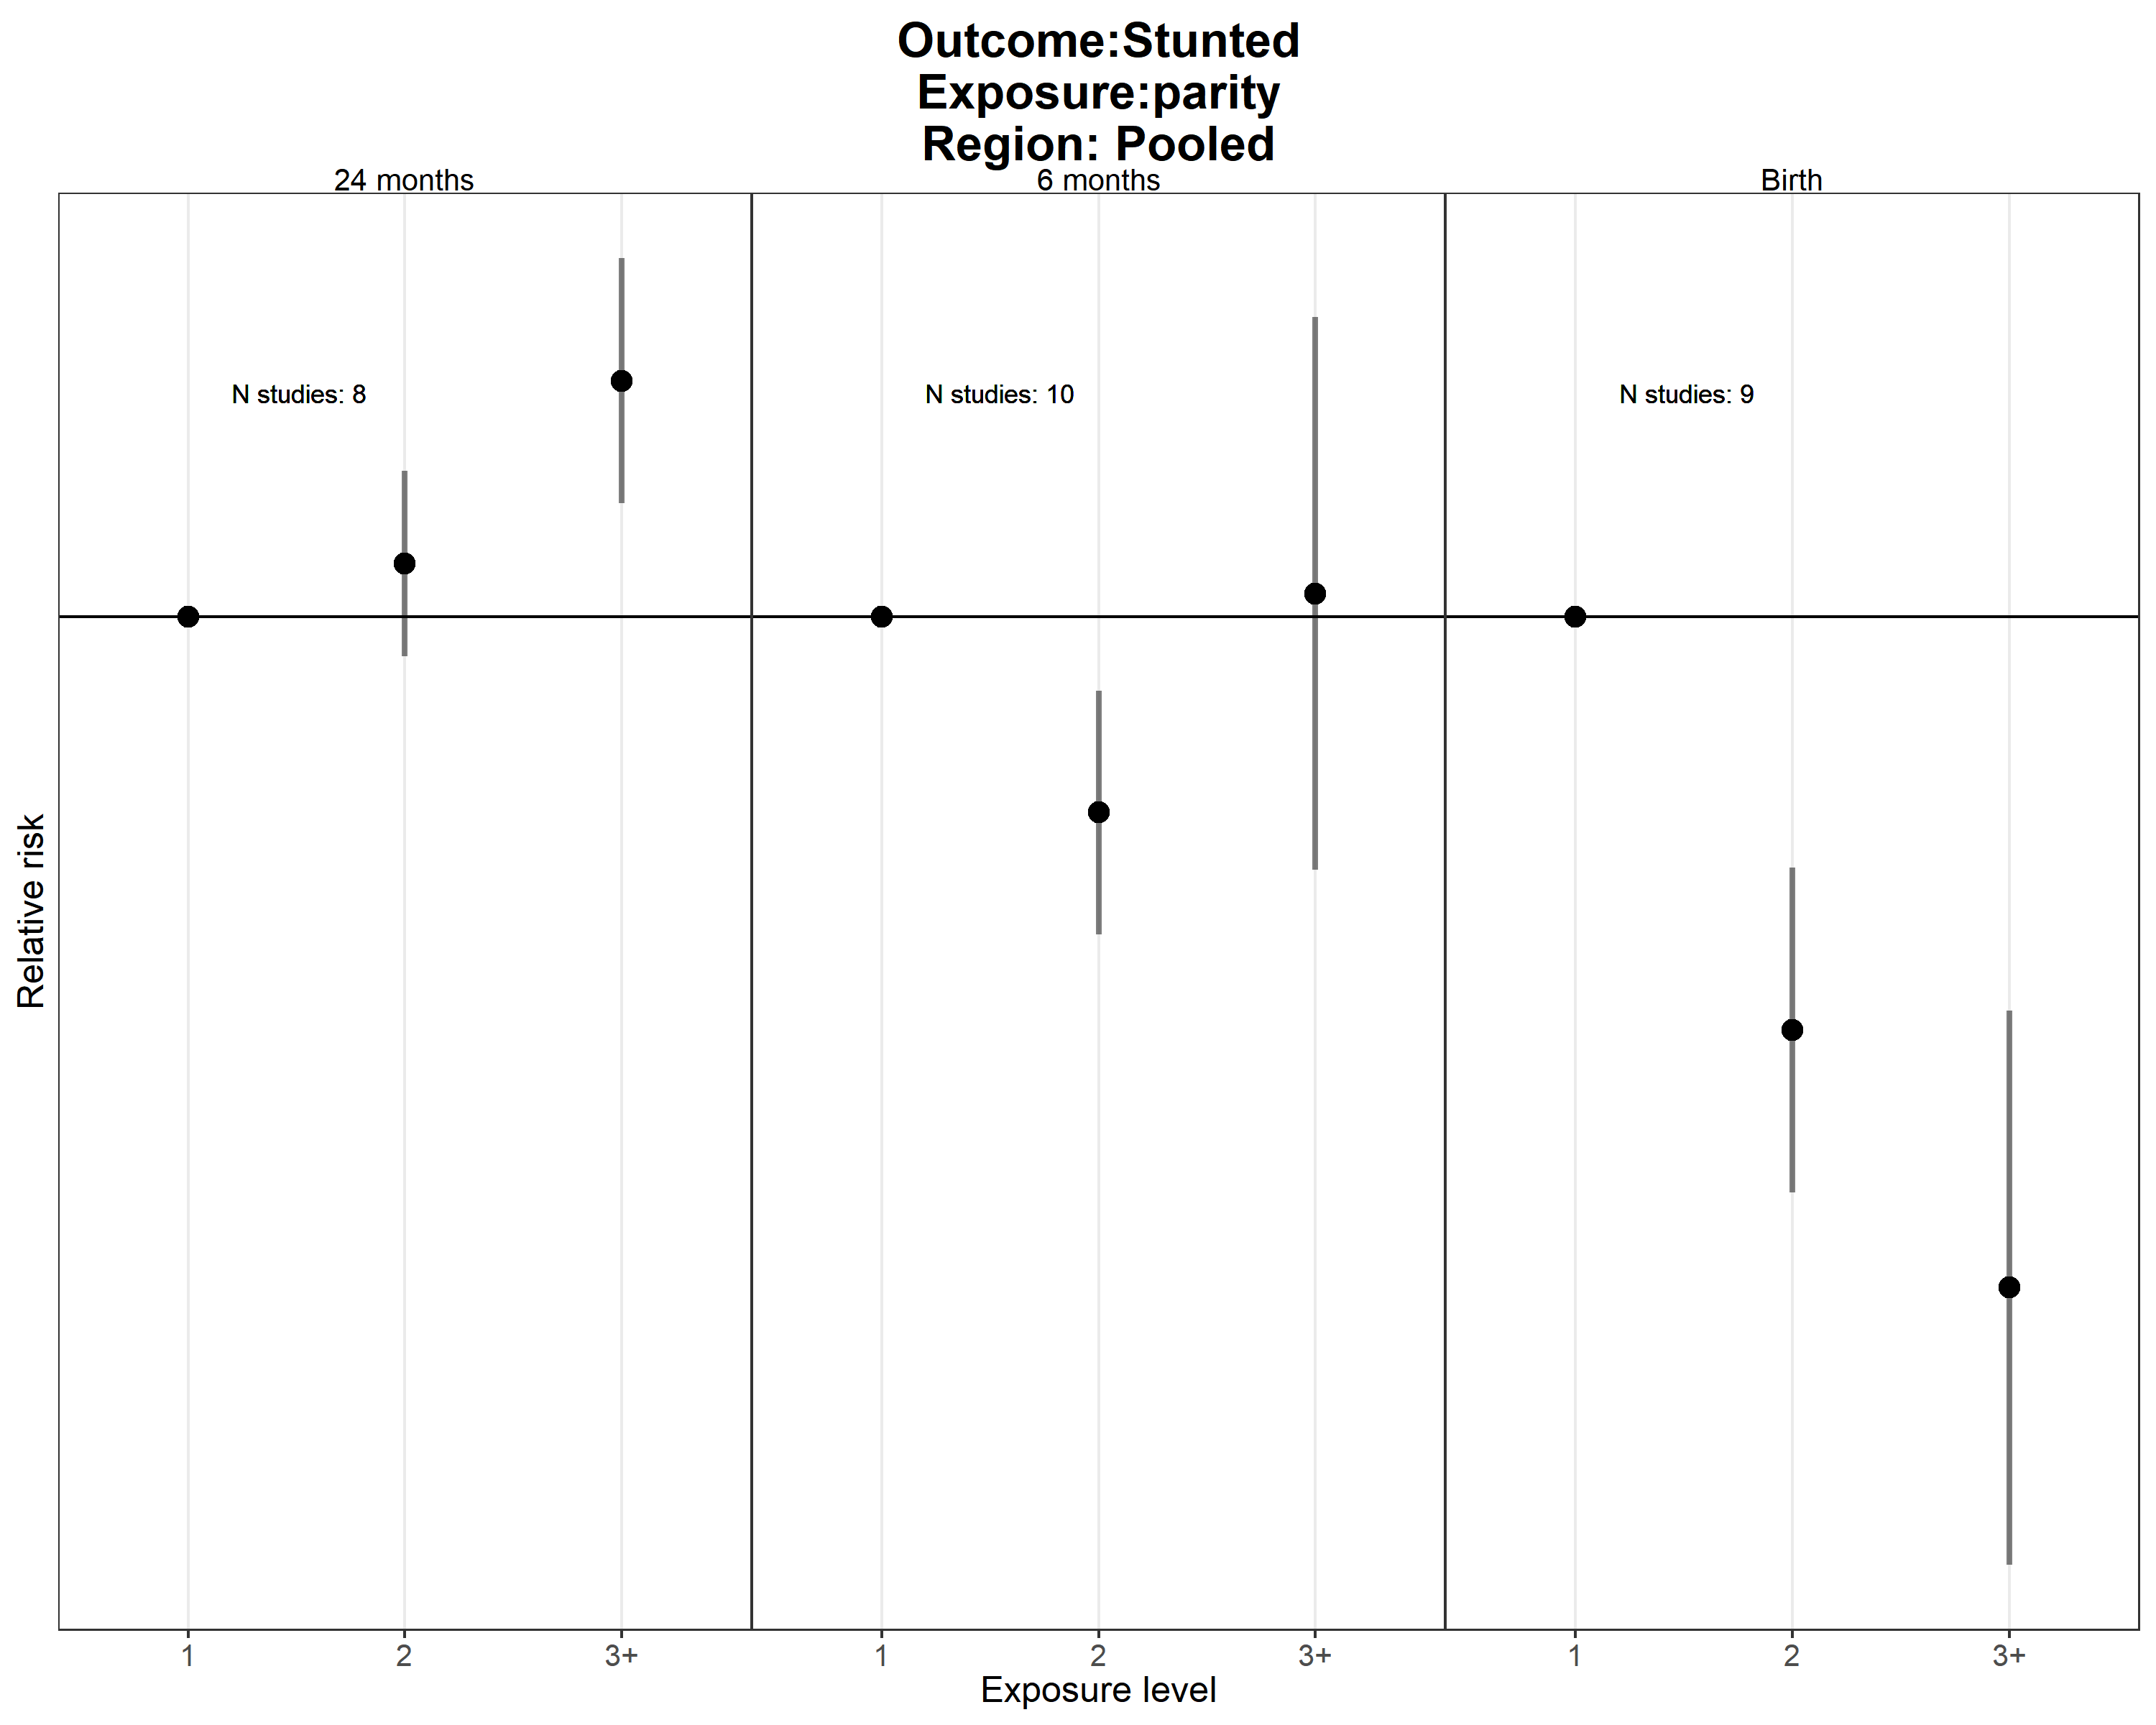 Outcome:Stunted
Exposure:parity
Region: Pooled
24 months
6 months
Birth
N studies: 8
N studies: 10
N studies: 9
Relative risk
1
2
3+
1
2
3+
1
2
3+
Exposure level